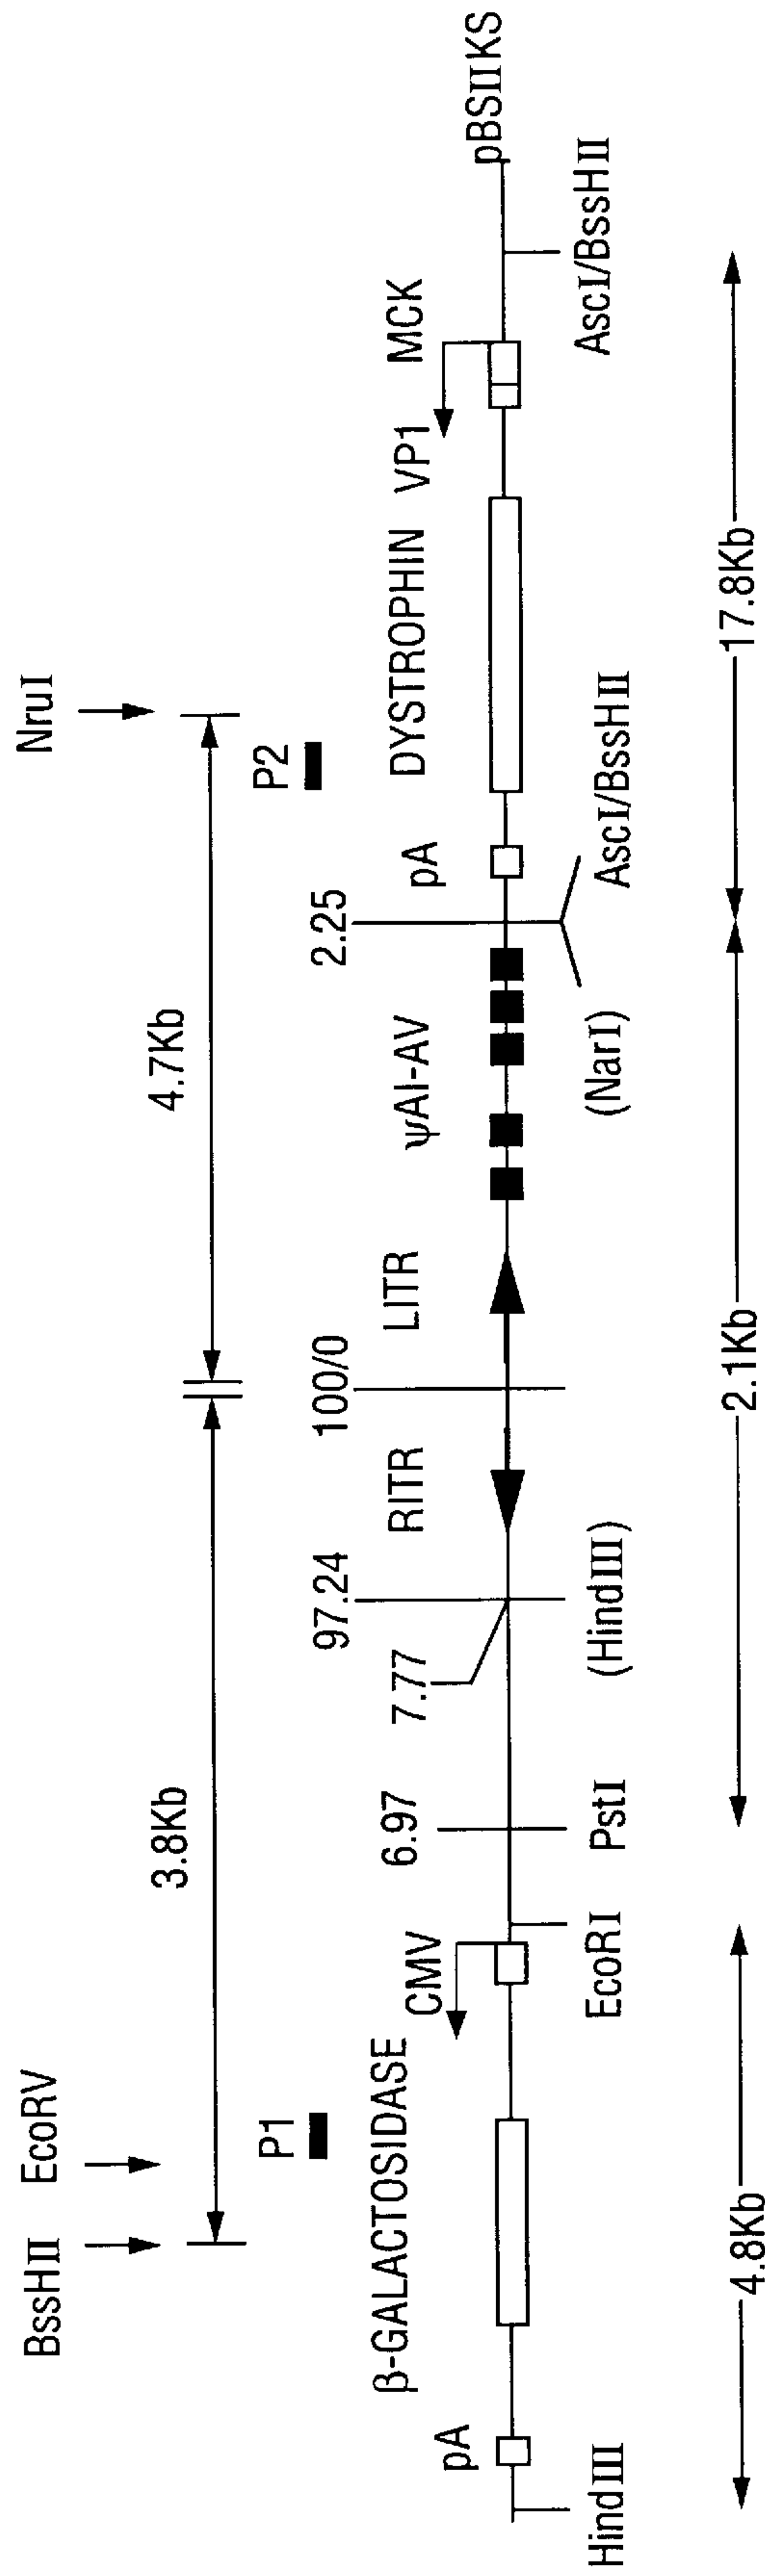 BssHII
EcoRV
NruI
3.8Kb
4.7Kb
P1
P2
97.24
100/0
2.25
β-GALACTOSIDASE
CMV
6.97
7.77
RITR
LITR
ψAI-AV
pA
DYSTROPHIN
VP1
MCK
pA
pBSIIKS
HindIII
EcoRI
PstI
(HindIII)
(NarI)
AscI/BssHII
AscI/BssHII
4.8Kb
2.1Kb
17.8Kb